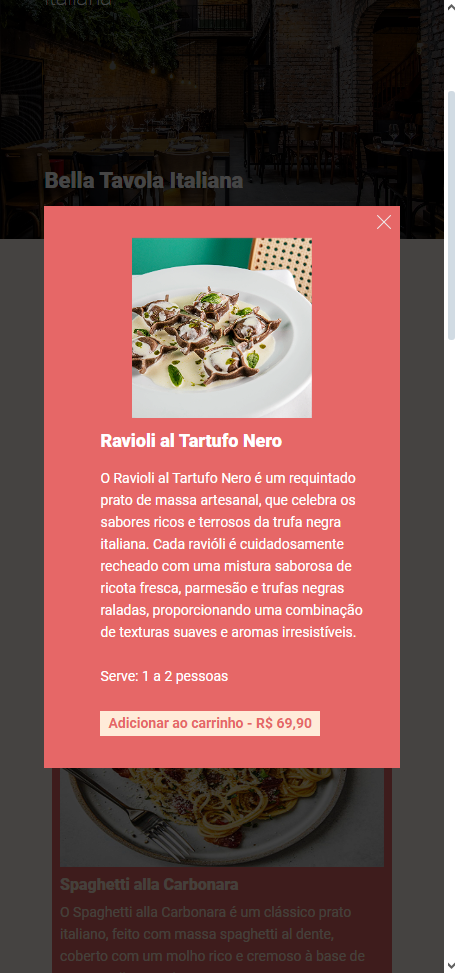 Italiana
Bella Tavola Italiana
Ravioli al Tartufo Nero
O Ravioli al Tartufo Nero é um requintado
prato de massa artesanal, que celebra os
sabores ricos e terrosos da trufa negra
italiana. Cada ravióli é cuidadosamente
recheado com uma mistura saborosa de
ricota fresca, parmesão e trufas negras
raladas, proporcionando uma combinação
de texturas suaves e aromas irresistíveis.
Serve: 1 a 2 pessoas
Adicionar ao carrinho - R$ 69,90
Spaghetti alla Carbonara
O Spaghetti alla Carbonara é um clássico prato
italiano, feito com massa spaghetti al dente,
coberto com um molho rico e cremoso à base de